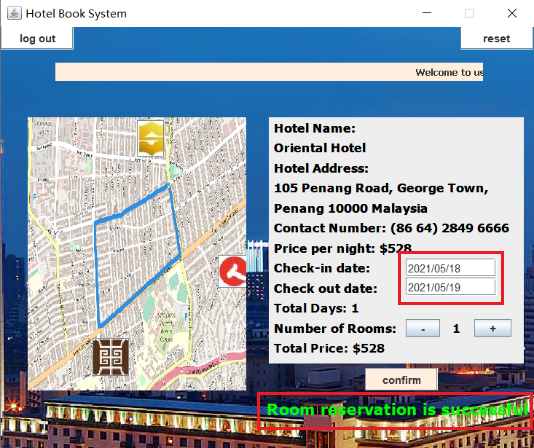 Hotel Book System
log out
reset
Welcome to us
Hotel Name:
Oriental Hotel
Hotel Address:
105 Penang Road, George Town,
Penang 10000 Malaysia
Contact Number: (86 64) 2849 6666
Price per night: $528
Check-in date: 2021/05/18
Check out date: 2021/05/19
Total Days: 1
Number of Rooms: - 1 +
Total Price: $528
confirm
Room reservation is successful